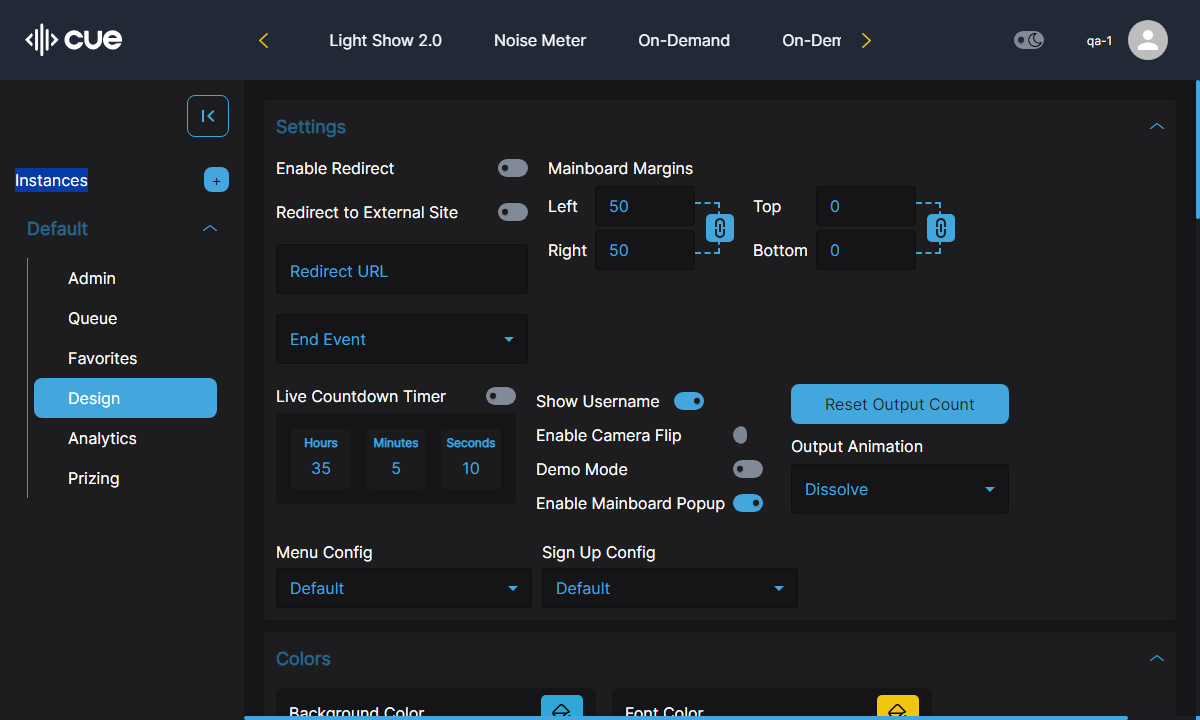 cue
Light Show 2.0
Noise Meter
On-Demand
On-Dem
qa-1
Instances
+
Default
Admin
Queue
Favorites
Design
Analytics
Prizing
Settings
Enable Redirect
Redirect to External Site
Redirect URL
End Event
Mainboard Margins
Left 50
Right 50
Top 0
Bottom 0
Live Countdown Timer
Hours Minutes Seconds
35 5 10
Show Username
Enable Camera Flip
Demo Mode
Enable Mainboard Popup
Reset Output Count
Output Animation
Dissolve
Menu Config
Default
Sign Up Config
Default
Colors
Background Color
Font Color